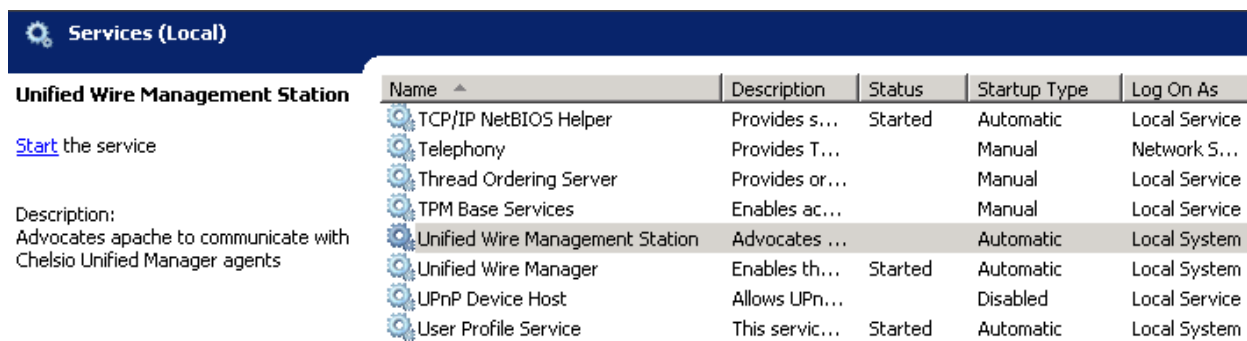 Services (Local)
Unified Wire Management Station
Start the service
Description:
Advocates apache to communicate with
Chelsio Unified Manager agents
Name Description Status Startup Type Log On As
TCP/IP NetBIOS Helper Provides s... Started Automatic Local Service
Telephony Provides T... Manual Network S...
Thread Ordering Server Provides or... Manual Local Service
TPM Base Services Enables ac... Manual Local Service
Unified Wire Management Station Advocates ... Automatic Local System
Unified Wire Manager Enables th... Started Automatic Local System
UPnP Device Host Allows UPn... Disabled Local Service
User Profile Service This servic... Started Automatic Local System